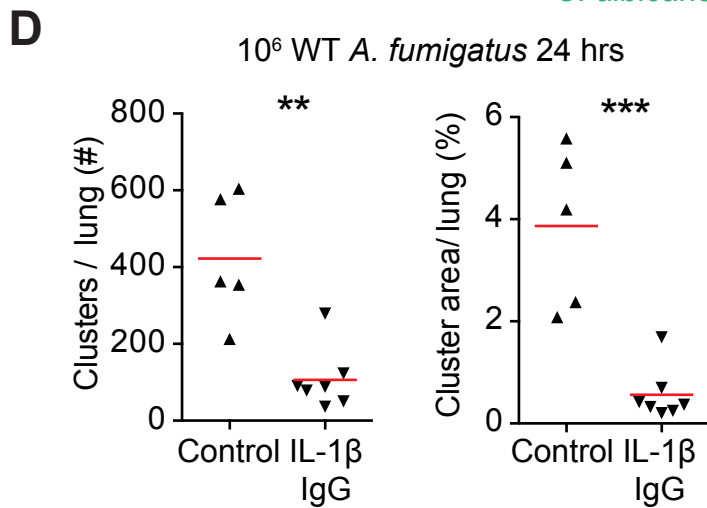 D
10⁶ WT A. fumigatus 24 hrs
**
***
Clusters / lung (#)
800
600
400
200
0
Control IL-1β
IgG
Cluster area/ lung (%)
6
4
2
0
Control IL-1β
IgG